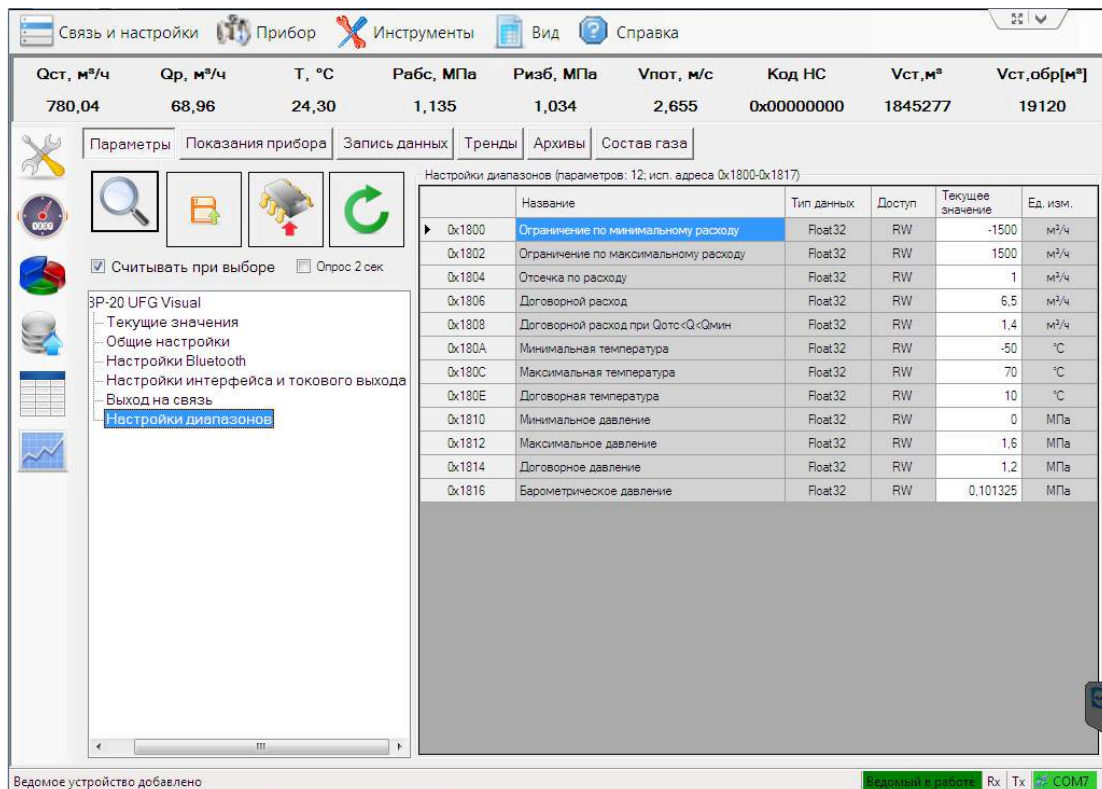 Связь и настройки Прибор Инструменты Вид Справка
Qст, м³/ч Qр, м³/ч T, °C Pабс, МПа Pизб, МПа Vпот, м/с Код НС Vст,м³ Vст,обр[м³]
780,04 68,96 24,30 1,135 1,034 2,655 0x00000000 1845277 19120
Параметры Показания прибора Запись данных Тренды Архивы Состав газа
Считывать при выборе Опрос 2 сек
ВР-20 UFG Visual
Текущие значения
Общие настройки
Настройки Bluetooth
Настройки интерфейса и токового выхода
Выход на связь
Настройки диапазонов
Настройки диапазонов (параметров: 12; исп. адреса 0x1800-0x1817)
Название Тип данных Доступ Текущее значение Ед. изм.
0x1800 Ограничение по минимальному расходу Float32 RW -1500 м³/ч
0x1802 Ограничение по максимальному расходу Float32 RW 1500 м³/ч
0x1804 Отсечка по расходу Float32 RW 1 м³/ч
0x1806 Договорной расход Float32 RW 6,5 м³/ч
0x1808 Договорной расход при Qотс<Q<Qмин Float32 RW 1,4 м³/ч
0x180A Минимальная температура Float32 RW -50 °C
0x180C Максимальная температура Float32 RW 70 °C
0x180E Договорная температура Float32 RW 10 °C
0x1810 Минимальное давление Float32 RW 0 МПа
0x1812 Максимальное давление Float32 RW 1,6 МПа
0x1814 Договорное давление Float32 RW 1,2 МПа
0x1816 Барометрическое давление Float32 RW 0,101325 МПа
Ведомое устройство добавлено Ведомый в работе Rx Tx COM7